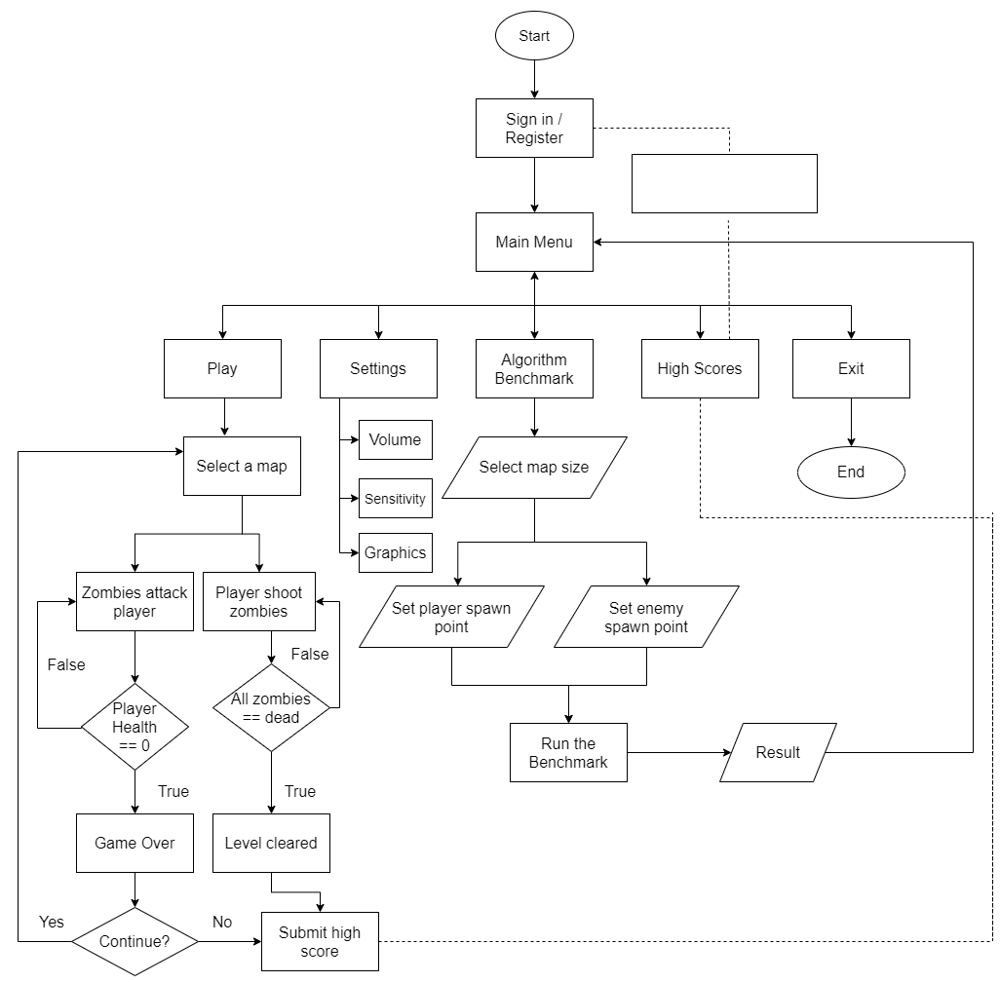 Start
Sign in /
Register
Main Menu
Play
Settings
Algorithm
Benchmark
High Scores
Exit
Volume
Select a map
Select map size
End
Sensitivity
Graphics
Zombies attack
player
Player shoot
zombies
Set player spawn
point
Set enemy
spawn point
False
False
Player
Health
== 0
All zombies
== dead
Run the
Benchmark
Result
True
True
Game Over
Level cleared
Yes
Continue?
No
Submit high
score